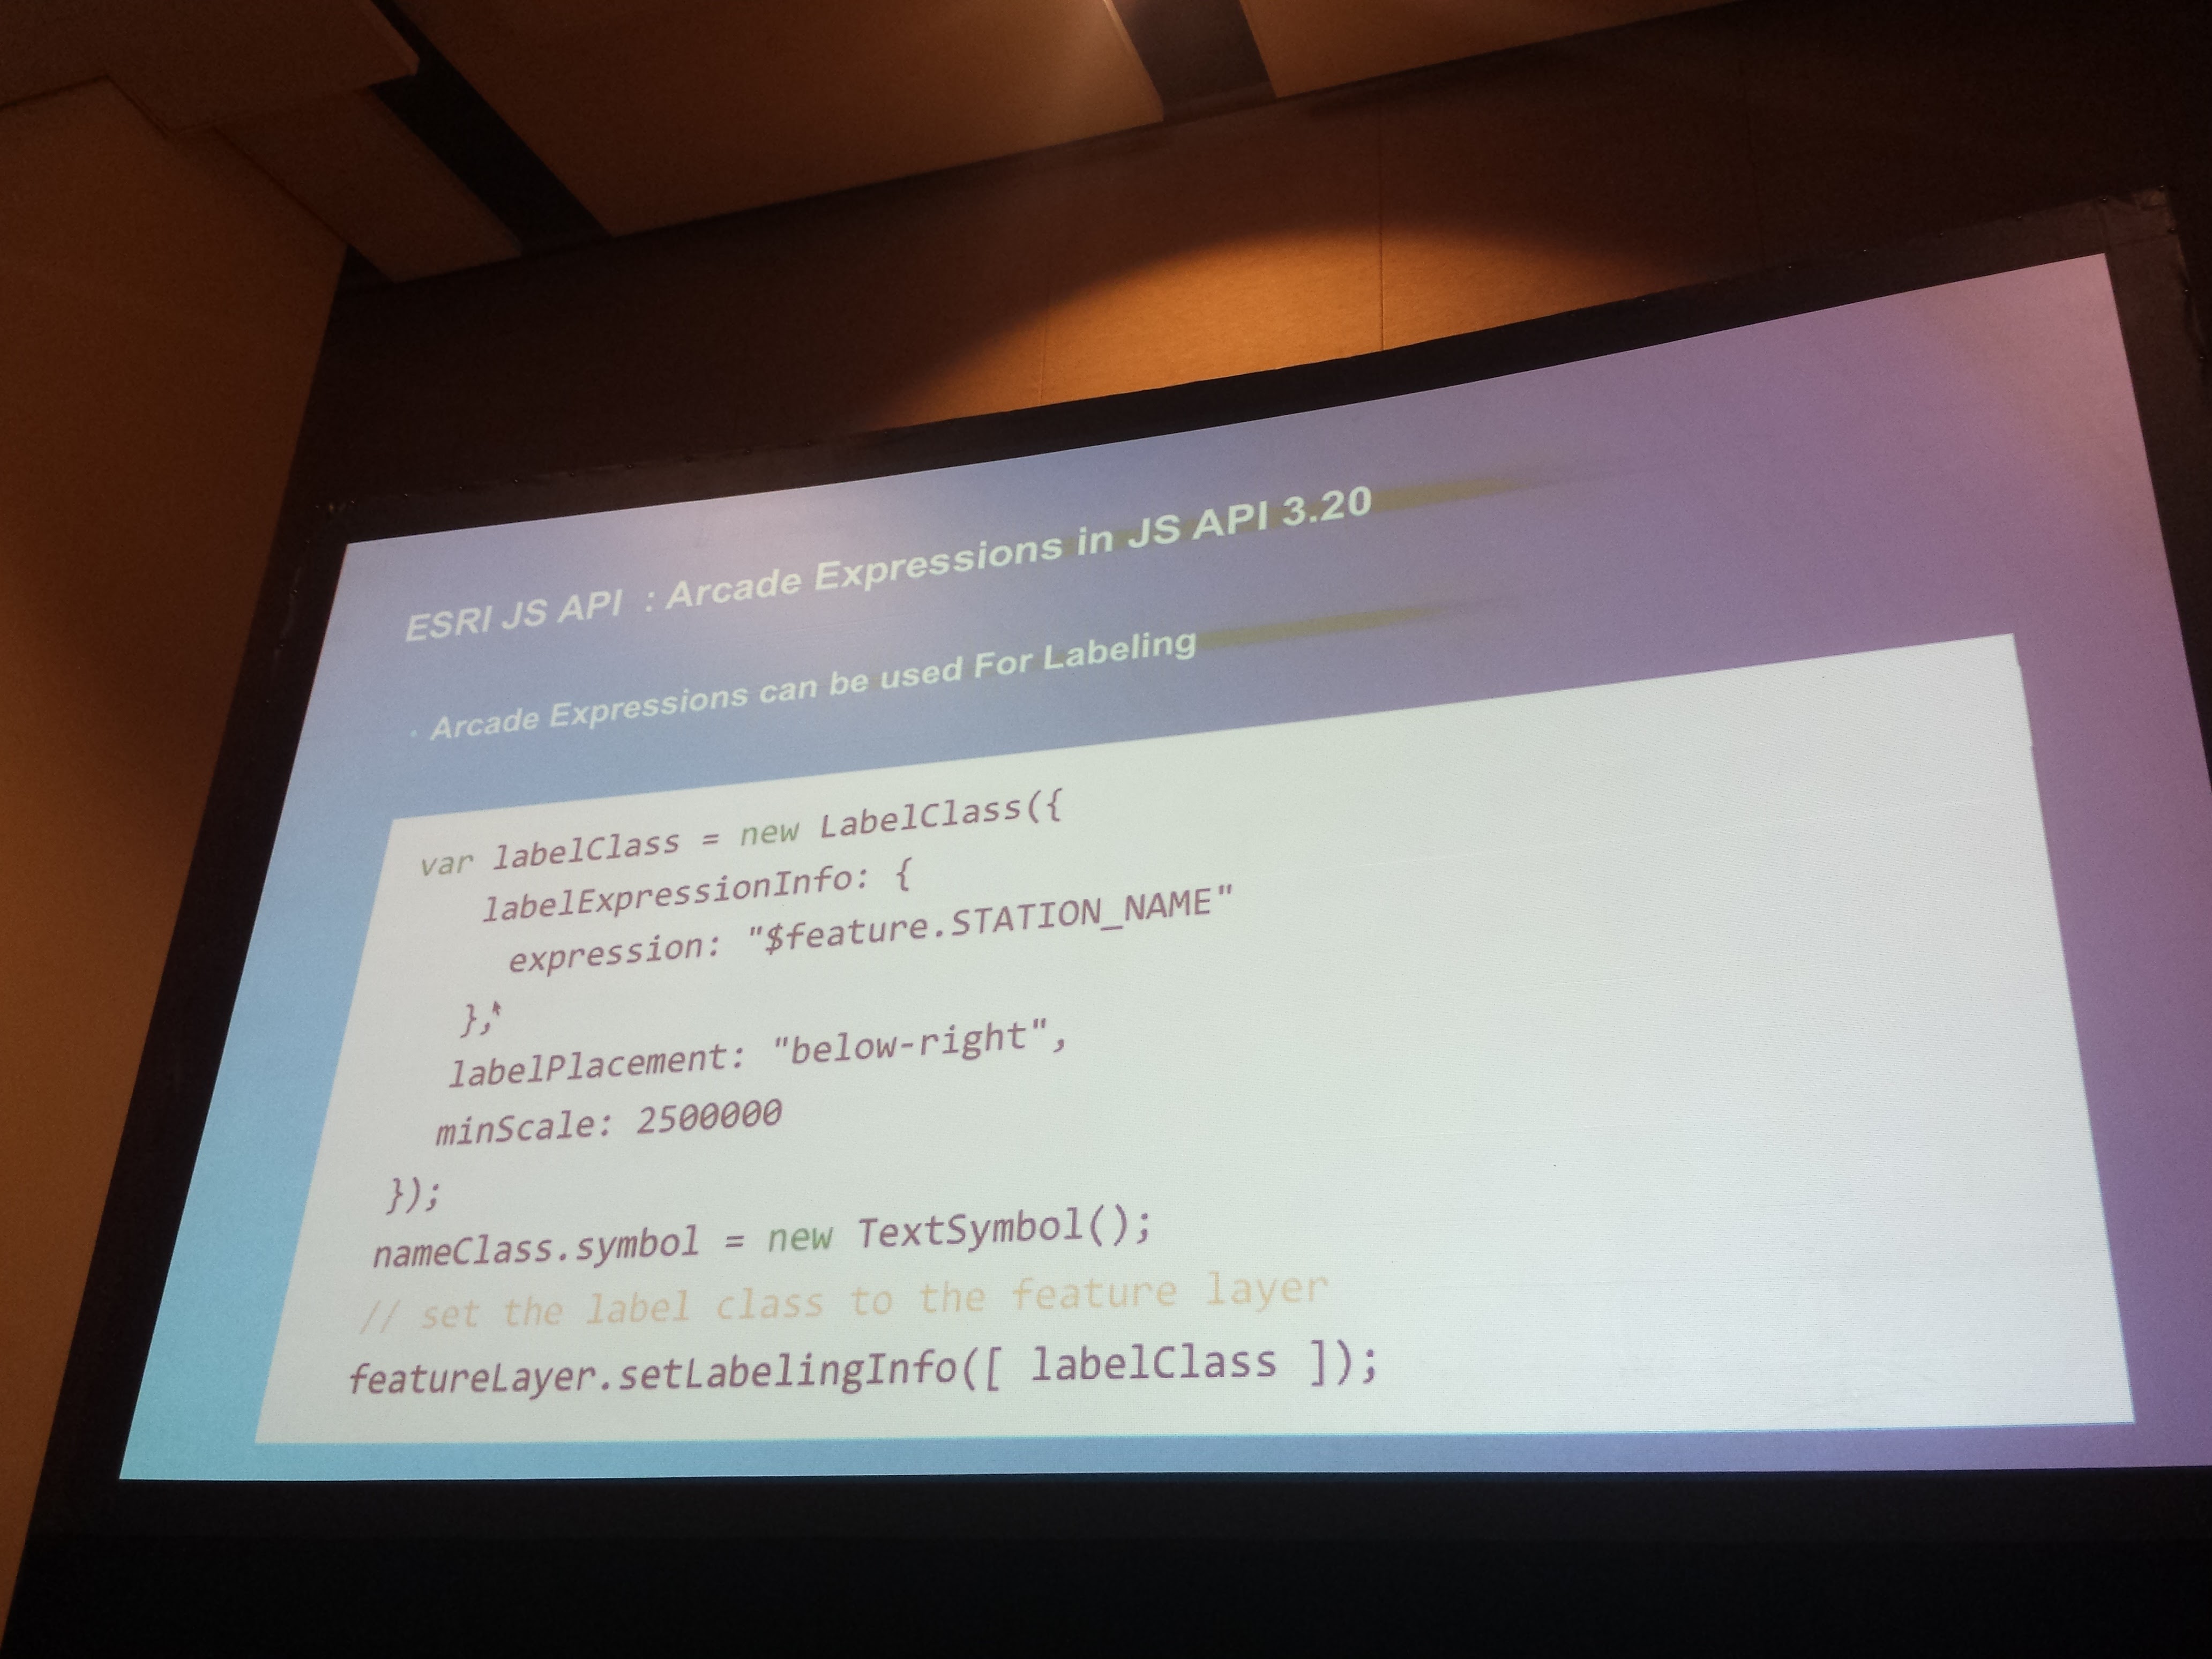 ESRI JS API : Arcade Expressions in JS API 3.20
· Arcade Expressions can be used For Labeling
var labelClass = new LabelClass({
labelExpressionInfo: {
expression: "$feature.STATION_NAME"
},
labelPlacement: "below-right",
minScale: 2500000
});
nameClass.symbol = new TextSymbol();
// set the label class to the feature layer
featureLayer.setLabelingInfo([ labelClass ]);